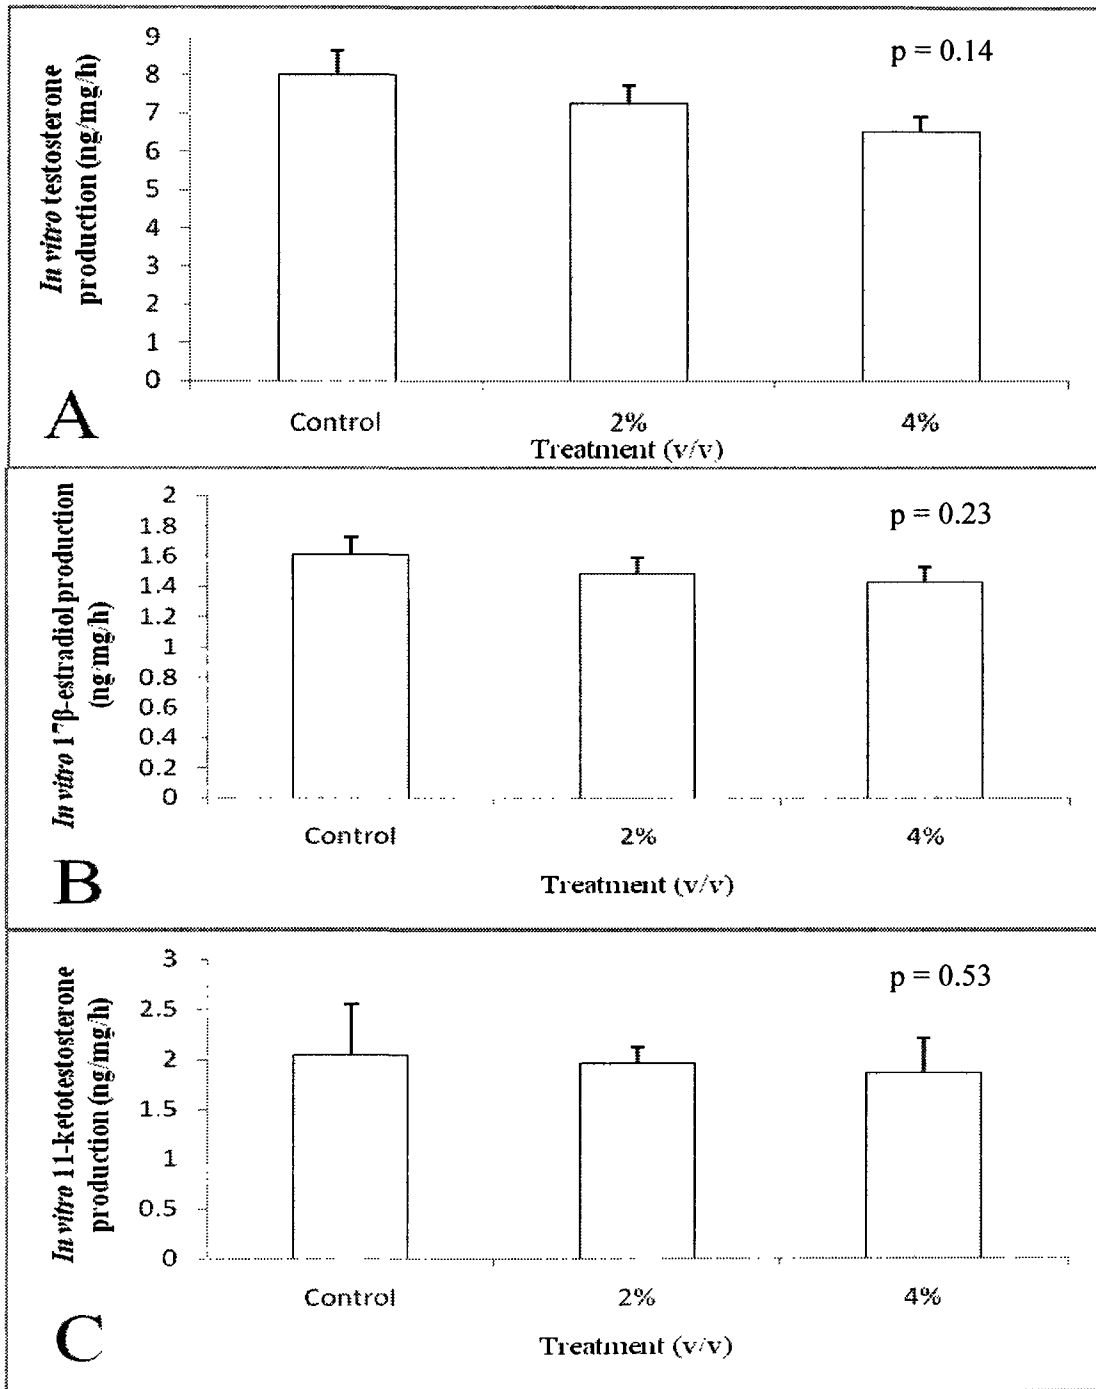 In vitro testosterone
production (ng/mg/h)
9
8
7
6
5
4
3
2
1
0
p = 0.14
Control 2% 4%
Treatment (v/v)
A
In vitro 17β-estradiol production
(ng/mg/h)
2
1.8
1.6
1.4
1.2
1
0.8
0.6
0.4
0.2
0
p = 0.23
Control 2% 4%
Treatment (v/v)
B
In vitro 11-ketotestosterone
production (ng/mg/h)
3
2.5
2
1.5
1
0.5
0
p = 0.53
Control 2% 4%
Treatment (v/v)
C